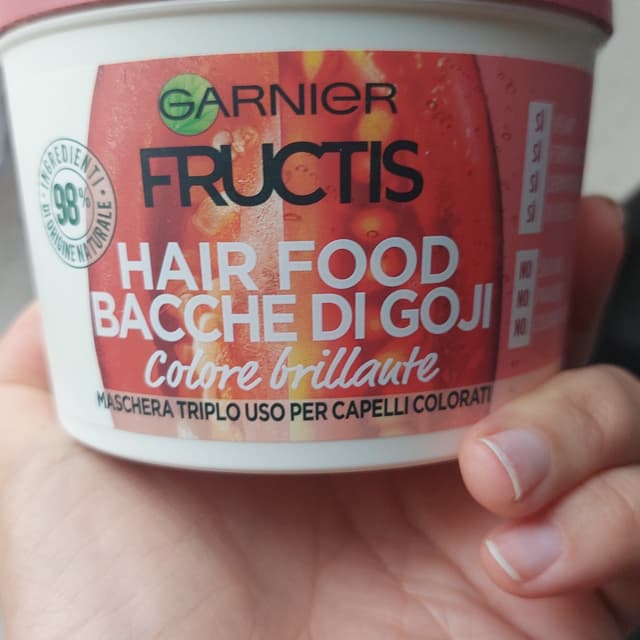 GARNIER
FRUCTIS
INGREDIENTI
98%
DI ORIGINE NATURALE
HAIR FOOD
BACCHE DI GOJI
Colore brillante
MASCHERA TRIPLO USO PER CAPELLI COLORATI
SÌ
SÌ
SÌ
SÌ
NO
NO
NO